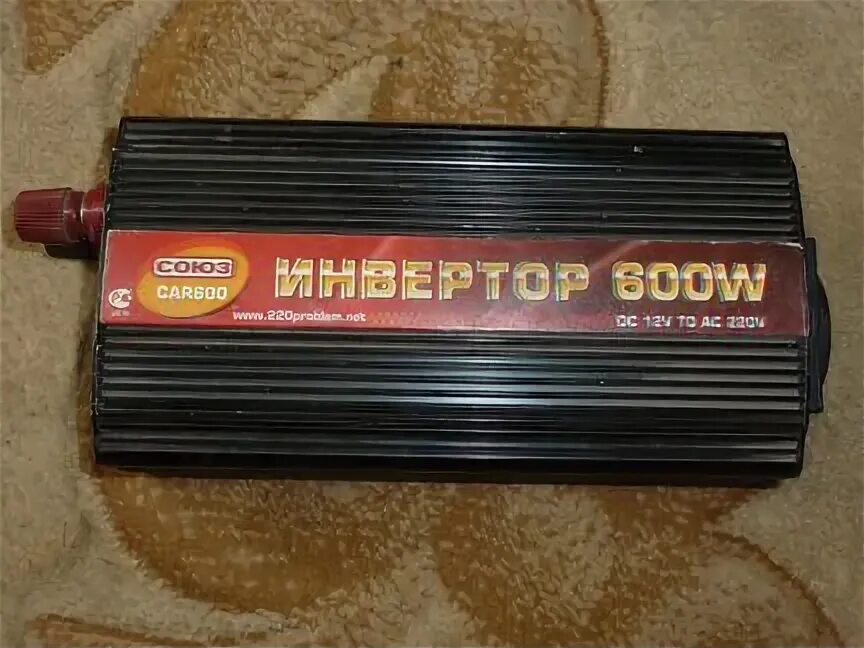 СОЮЗ
CAR600
ИНВЕРТОР 600W
www.220problem.net
DC 12V TO AC 220V